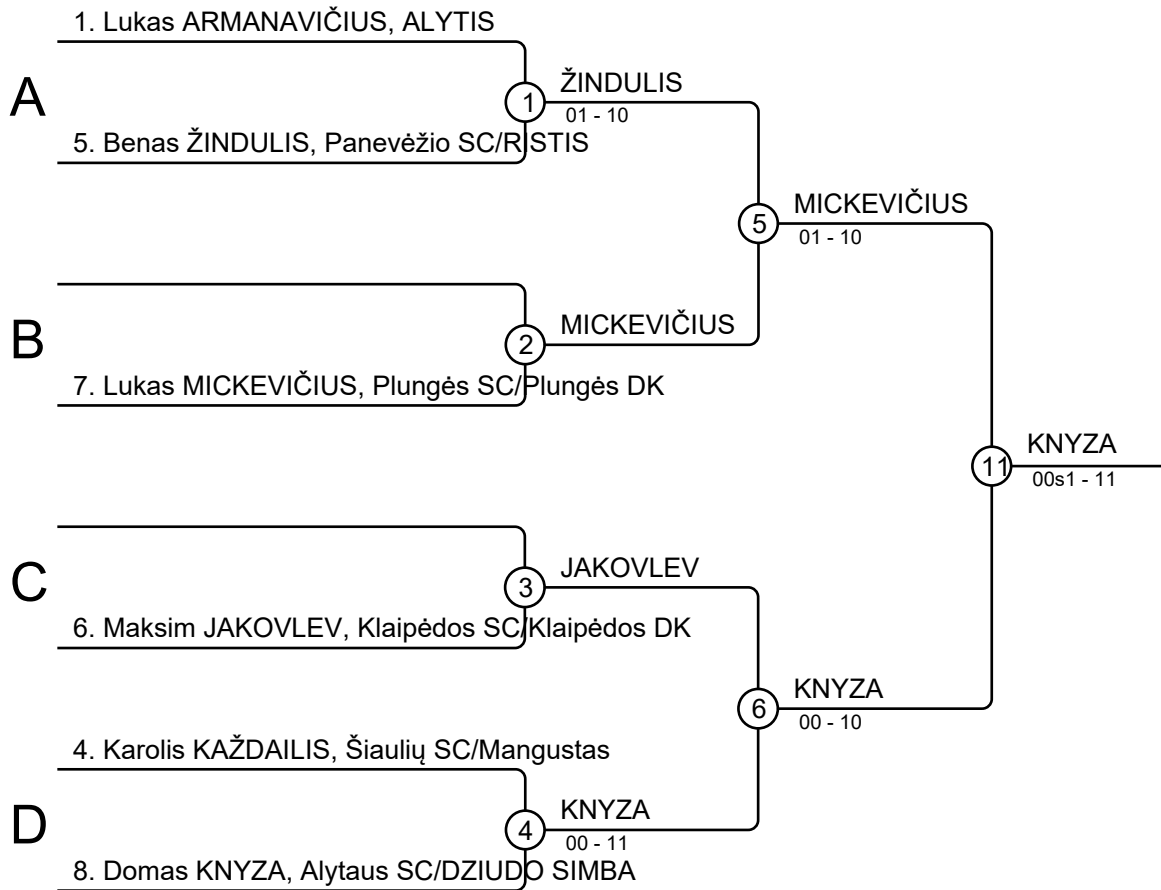 1. Lukas ARMANAVIČIUS, ALYTIS
A
1
ŽINDULIS
01 - 10
5. Benas ŽINDULIS, Panevėžio SC/RISTIS
5
MICKEVIČIUS
01 - 10
B
2
MICKEVIČIUS
7. Lukas MICKEVIČIUS, Plungės SC/Plungės DK
11
KNYZA
00s1 - 11
C
3
JAKOVLEV
6. Maksim JAKOVLEV, Klaipėdos SC/Klaipėdos DK
6
KNYZA
00 - 10
4. Karolis KAŽDAILIS, Šiaulių SC/Mangustas
D
4
KNYZA
00 - 11
8. Domas KNYZA, Alytaus SC/DZIUDO SIMBA